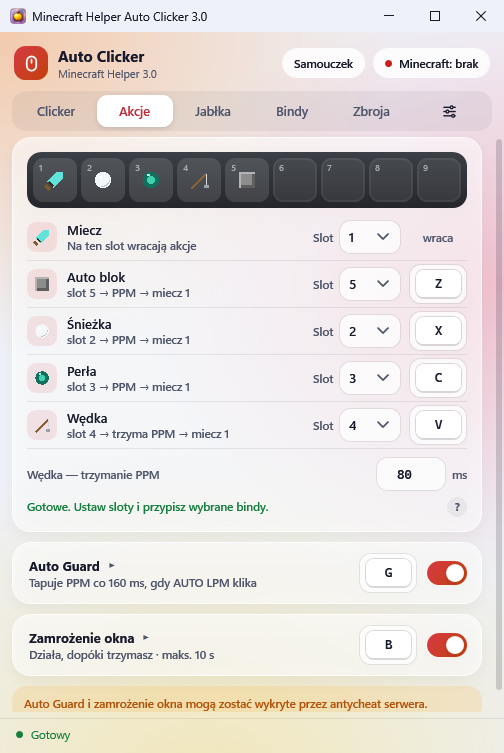 Minecraft Helper Auto Clicker 3.0
Auto Clicker
Minecraft Helper 3.0
Samouczek
Minecraft: brak
Clicker Akcje Jabłka Bindy Zbroja
1 2 3 4 5 6 7 8 9
Miecz
Na ten slot wracają akcje
Slot 1 wraca
Auto blok
slot 5 → PPM → miecz 1
Slot 5 Z
Śnieżka
slot 2 → PPM → miecz 1
Slot 2 X
Perła
slot 3 → PPM → miecz 1
Slot 3 C
Wędka
slot 4 → trzyma PPM → miecz 1
Slot 4 V
Wędka — trzymanie PPM 80 ms
Gotowe. Ustaw sloty i przypisz wybrane bindy. ?
Auto Guard ▸
Tapuje PPM co 160 ms, gdy AUTO LPM klika
G
Zamrożenie okna ▸
Działa, dopóki trzymasz · maks. 10 s
B
Auto Guard i zamrożenie okna mogą zostać wykryte przez anticheat serwera.
Gotowy